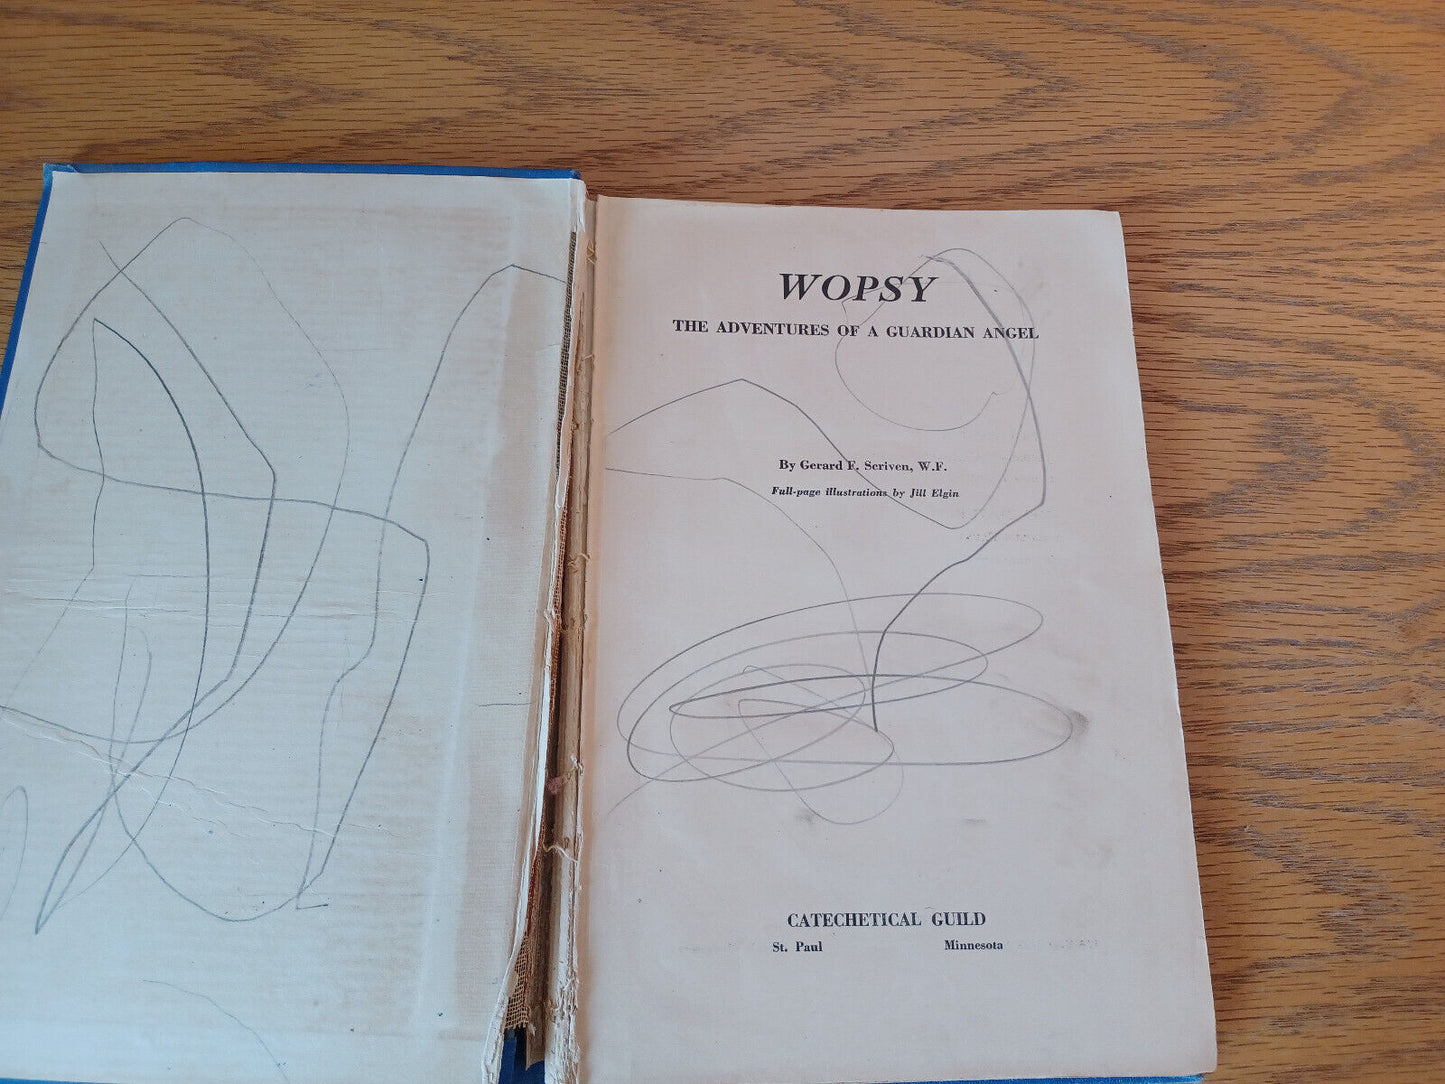 WOPSY
THE ADVENTURES OF A GUARDIAN ANGEL
By Gerard F. Scriven, W.F.
Full-page illustrations by Jill Elgin
CATECHETICAL GUILD
St. Paul Minnesota